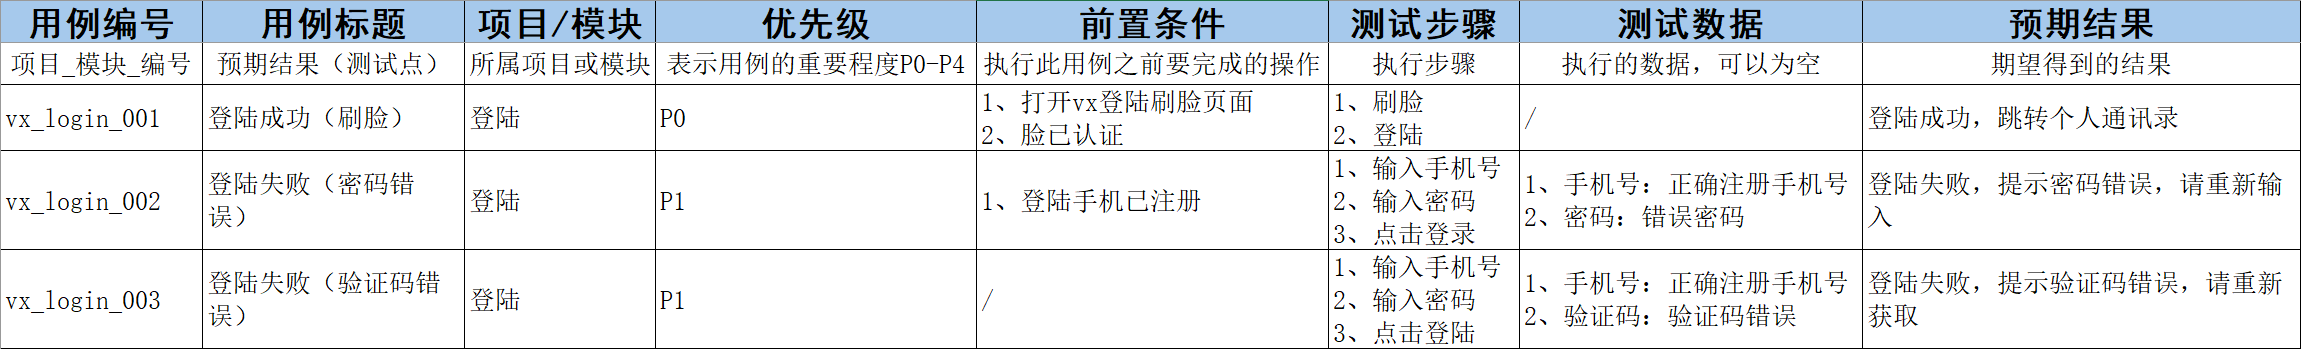 用例编号 用例标题 项目/模块 优先级 前置条件 测试步骤 测试数据 预期结果
项目_模块_编号 预期结果（测试点） 所属项目或模块 表示用例的重要程度P0-P4 执行此用例之前要完成的操作 执行步骤 执行的数据，可以为空 期望得到的结果
vx_login_001
登陆成功（刷脸）
登陆
P0
1、打开vx登陆刷脸页面
2、脸已认证
1、刷脸
2、登陆
/
登陆成功，跳转个人通讯录
vx_login_002
登陆失败（密码错
误）
登陆
P1
1、登陆手机已注册
1、输入手机号
2、输入密码
3、点击登录
1、手机号：正确注册手机号
2、密码：错误密码
登陆失败，提示密码错误，请重新输
入
vx_login_003
登陆失败（验证码错
误）
登陆
P1
/
1、输入手机号
2、输入密码
3、点击登陆
1、手机号：正确注册手机号
2、验证码：验证码错误
登陆失败，提示验证码错误，请重新
获取